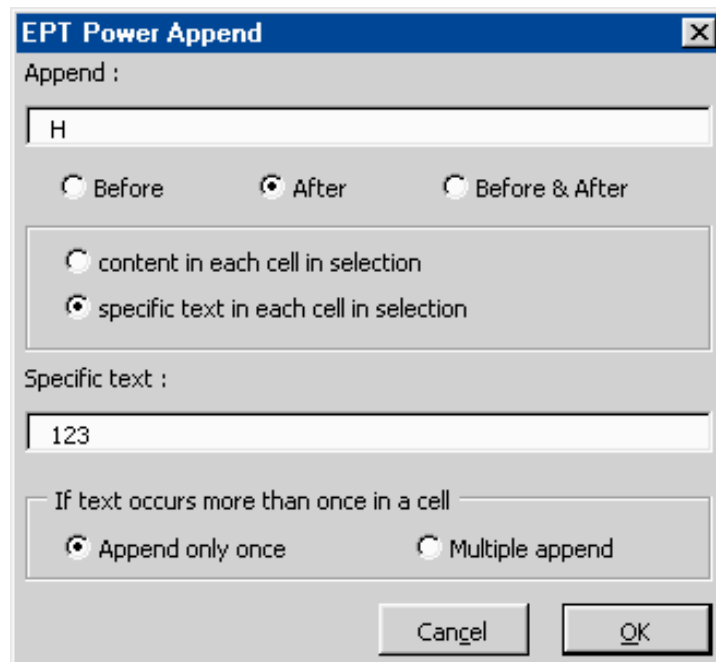 EPT Power Append
Append :
H
Before After Before & After
content in each cell in selection
specific text in each cell in selection
Specific text :
123
If text occurs more than once in a cell
Append only once Multiple append
Cancel OK